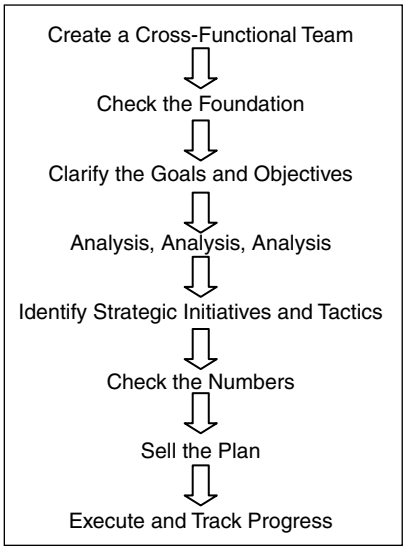 Create a Cross-Functional Team
Check the Foundation
Clarify the Goals and Objectives
Analysis, Analysis, Analysis
Identify Strategic Initiatives and Tactics
Check the Numbers
Sell the Plan
Execute and Track Progress